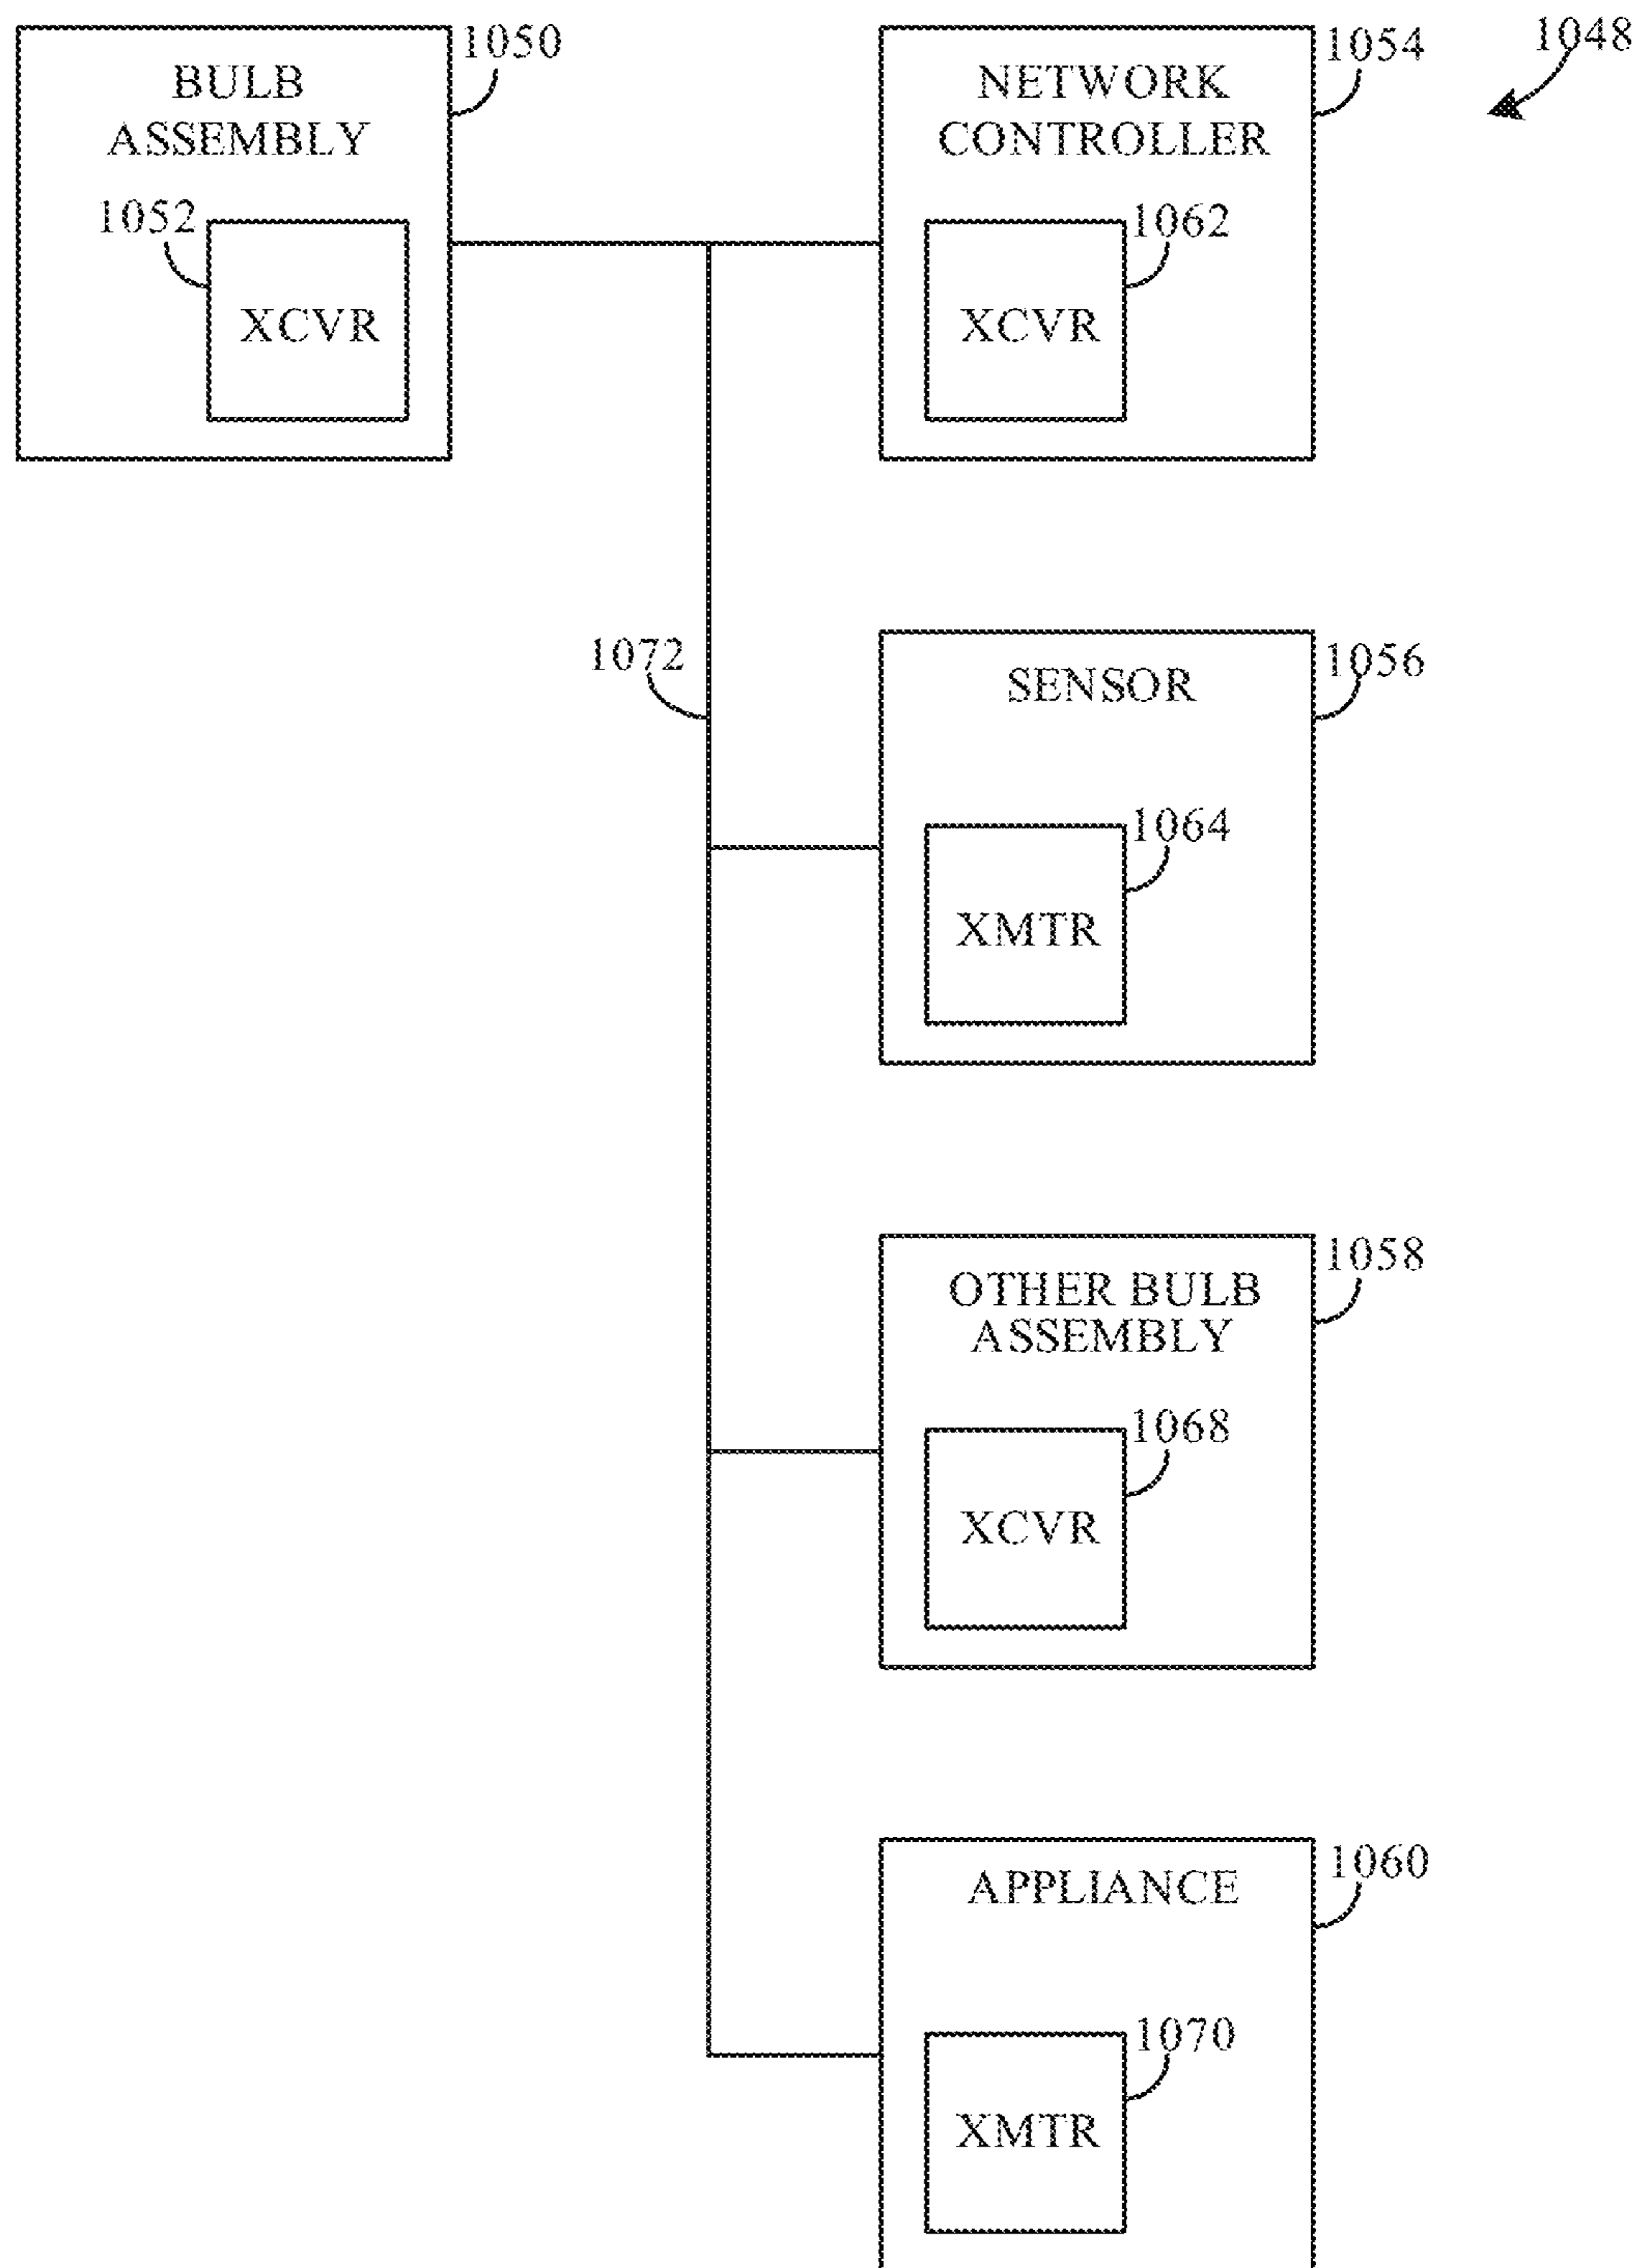 1050
1054
1048
BULB
ASSEMBLY
NETWORK
CONTROLLER
1052
1062
XCVR
XCVR
1072
1056
SENSOR
1064
XMTR
1058
OTHER BULB
ASSEMBLY
1068
XCVR
1060
APPLIANCE
1070
XMTR